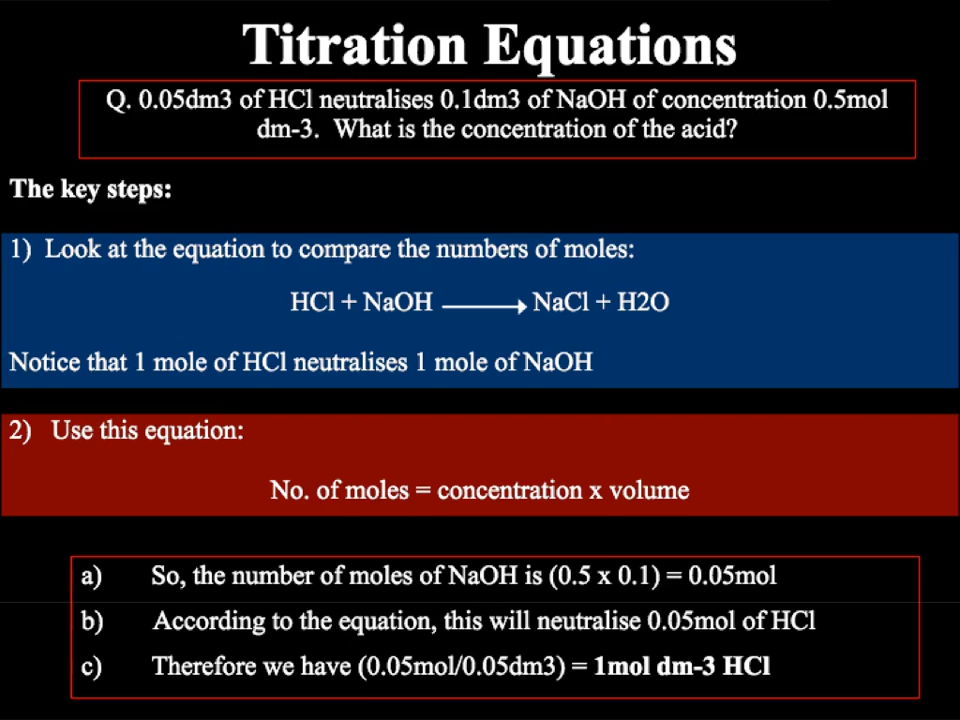 Titration Equations
Q. 0.05dm3 of HCl neutralises 0.1dm3 of NaOH of concentration 0.5mol
dm-3. What is the concentration of the acid?
The key steps:
1) Look at the equation to compare the numbers of moles:
HCl + NaOH ⟶ NaCl + H2O
Notice that 1 mole of HCl neutralises 1 mole of NaOH
2) Use this equation:
No. of moles = concentration x volume
a) So, the number of moles of NaOH is (0.5 x 0.1) = 0.05mol
b) According to the equation, this will neutralise 0.05mol of HCl
c) Therefore we have (0.05mol/0.05dm3) = 1mol dm-3 HCl